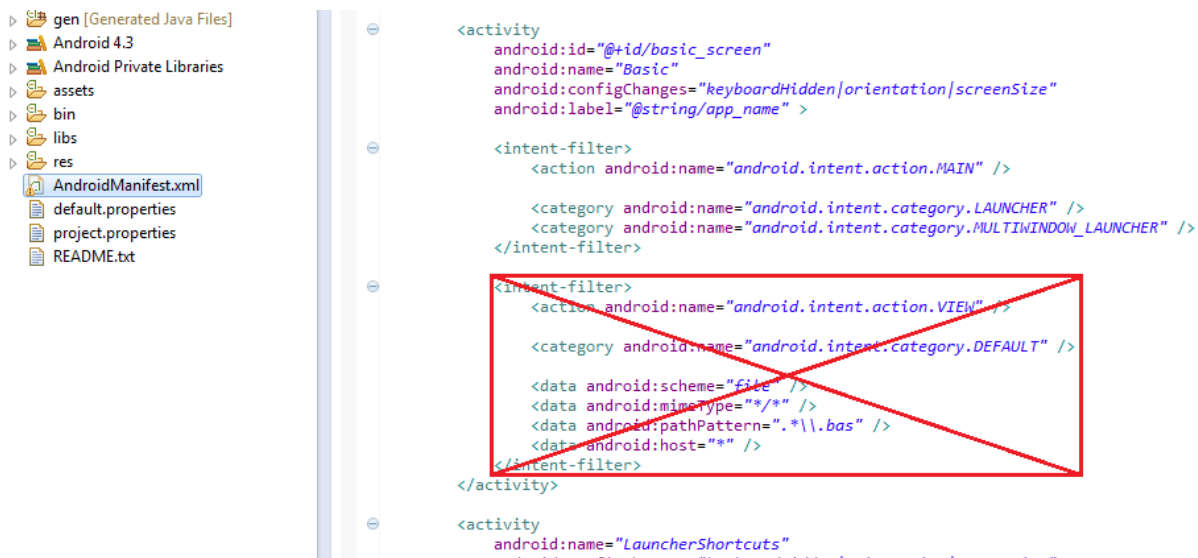 gen [Generated Java Files]
Android 4.3
Android Private Libraries
assets
bin
libs
res
AndroidManifest.xml
default.properties
project.properties
README.txt
<activity
android:id="@+id/basic_screen"
android:name="Basic"
android:configChanges="keyboardHidden|orientation|screenSize"
android:label="@string/app_name" >
<intent-filter>
<action android:name="android.intent.action.MAIN" />
<category android:name="android.intent.category.LAUNCHER" />
<category android:name="android.intent.category.MULTIWINDOW_LAUNCHER" />
</intent-filter>
<intent-filter>
<action android:name="android.intent.action.VIEW" />
<category android:name="android.intent.category.DEFAULT" />
<data android:scheme="file" />
<data android:mimeType="*/*" />
<data android:pathPattern=".*\\.bas" />
<data android:host="*" />
</intent-filter>
</activity>
<activity
android:name="LauncherShortcuts"